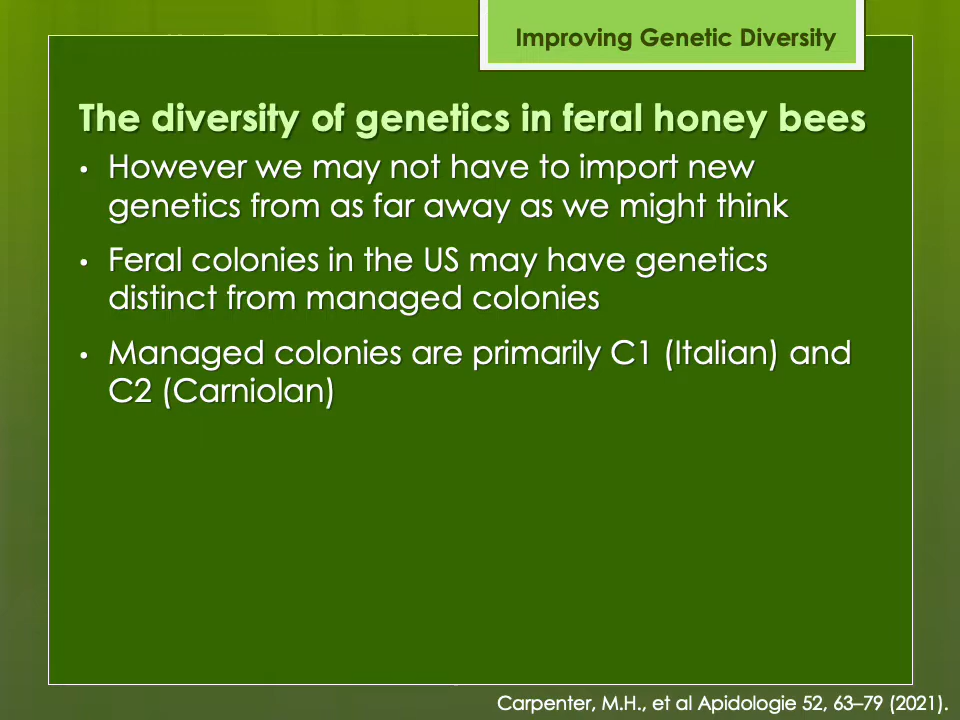 Improving Genetic Diversity
The diversity of genetics in feral honey bees
• However we may not have to import new
genetics from as far away as we might think
• Feral colonies in the US may have genetics
distinct from managed colonies
• Managed colonies are primarily C1 (Italian) and
C2 (Carniolan)
Carpenter, M.H., et al Apidologie 52, 63–79 (2021).